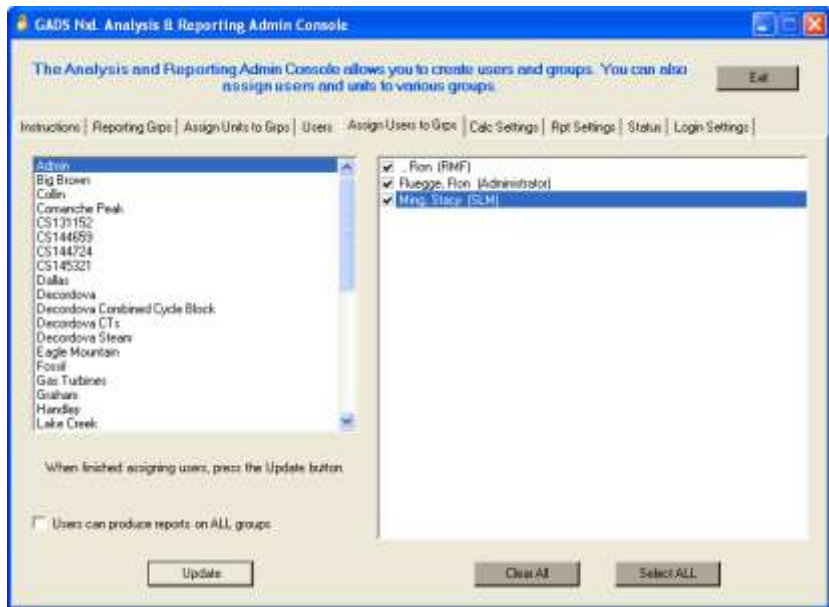 GADS NxL Analysis & Reporting Admin Console
The Analysis and Reporting Admin Console allows you to create users and groups. You can also
assign users and units to various groups.
Exit
Instructions | Reporting Grps | Assign Units to Grps | Users | Assign Users to Grps | Calc Settings | Rpt Settings | Status | Login Settings
Admin
Big Brown
Collin
Comanche Peak
CS131152
CS144659
CS144724
CS145321
Dallas
Decordova
Decordova Combined Cycle Block
Decordova CTs
Decordova Steam
Eagle Mountain
Fossil
Gas Turbines
Graham
Handley
Lake Creek
_, Ron (RMF)
Fluegge, Ron (Administrator)
Ming, Stacy (SLM)
When finished assigning users, press the Update button
Users can produce reports on ALL groups
Update
Clear All
Select ALL